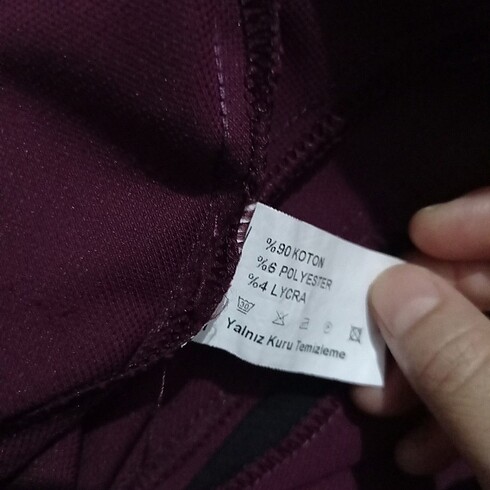 %90 KOTON
%6 POLYESTER
%4 LYCRA
30
Yalnız Kuru Temizleme